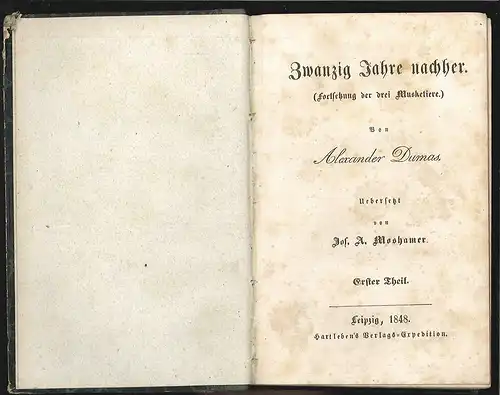 Zwanzig Jahre nachher.
(Fortsetzung der drei Musketiere.)
Von
Alexander Dumas.
Uebersetzt
von
Jos. A. Moshamer.
Erster Theil.
Leipzig, 1848.
Hartleben's Verlags-Expedition.